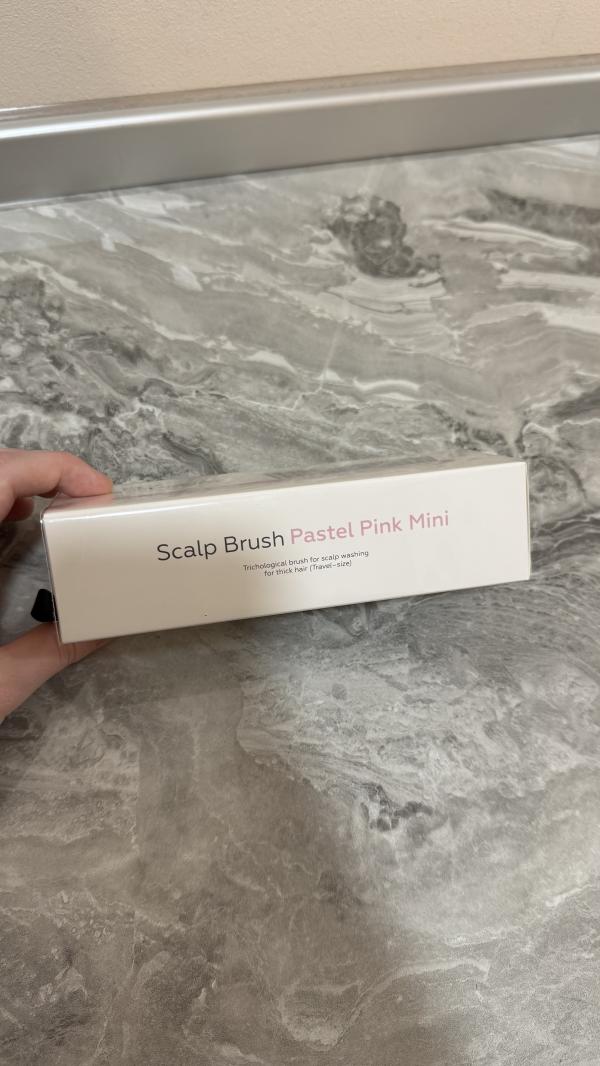 Scalp Brush Pastel Pink Mini
Trichological brush for scalp washing
for thick hair (Travel-size)